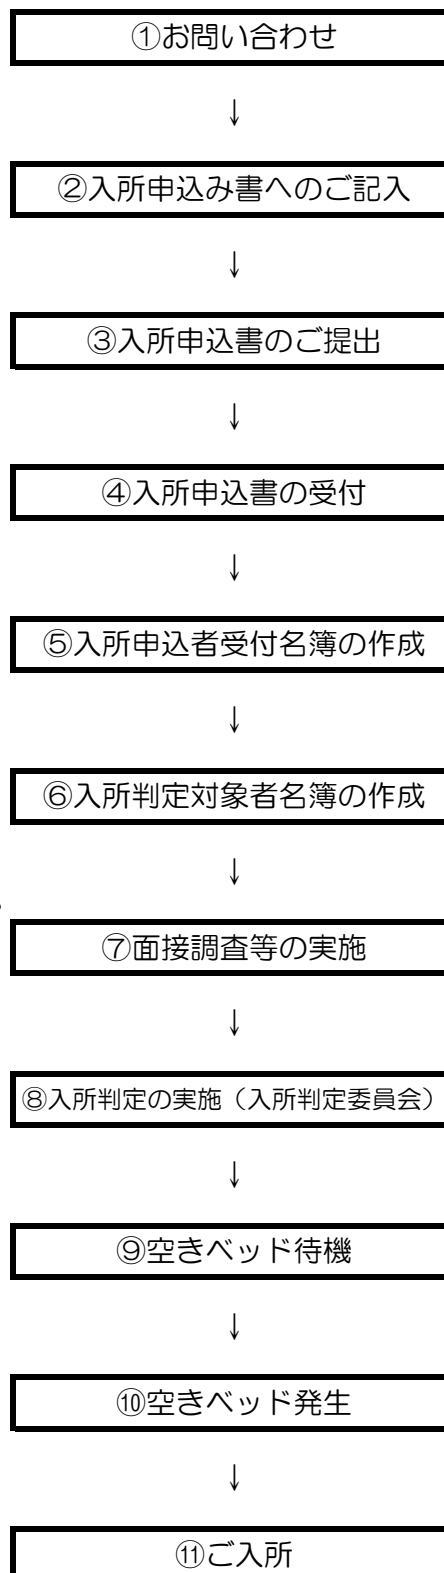 ①お問い合わせ
↓
②入所申込み書へのご記入
↓
③入所申込書のご提出
↓
④入所申込書の受付
↓
⑤入所申込者受付名簿の作成
↓
⑥入所判定対象者名簿の作成
↓
⑦面接調査等の実施
↓
⑧入所判定の実施（入所判定委員会）
↓
⑨空きベッド待機
↓
⑩空きベッド発生
↓
⑪ご入所